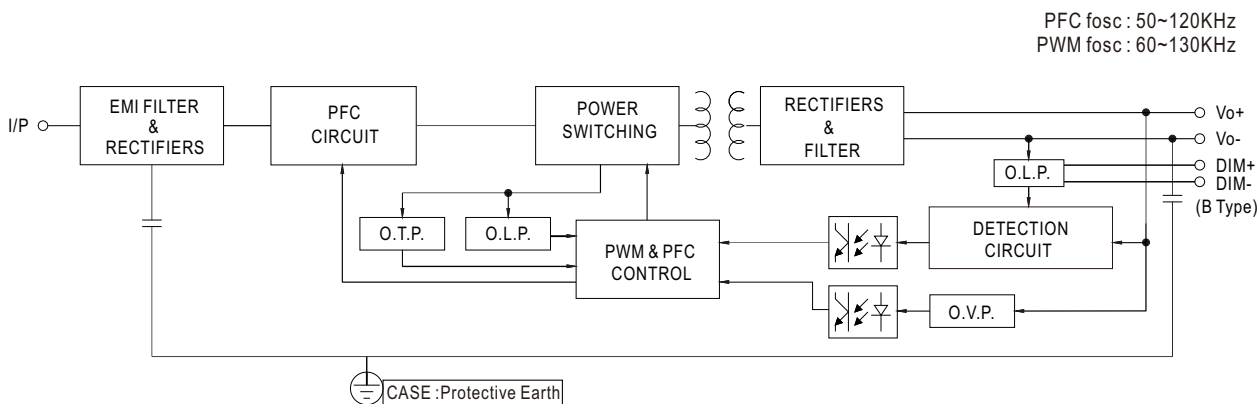 PFC fosc : 50~120KHz
PWM fosc : 60~130KHz
I/P
EMI FILTER
&
RECTIFIERS
PFC
CIRCUIT
POWER
SWITCHING
RECTIFIERS
&
FILTER
Vo+
Vo-
DIM+
DIM-
(B Type)
O.L.P.
O.T.P.
O.L.P.
PWM & PFC
CONTROL
DETECTION
CIRCUIT
O.V.P.
CASE :Protective Earth